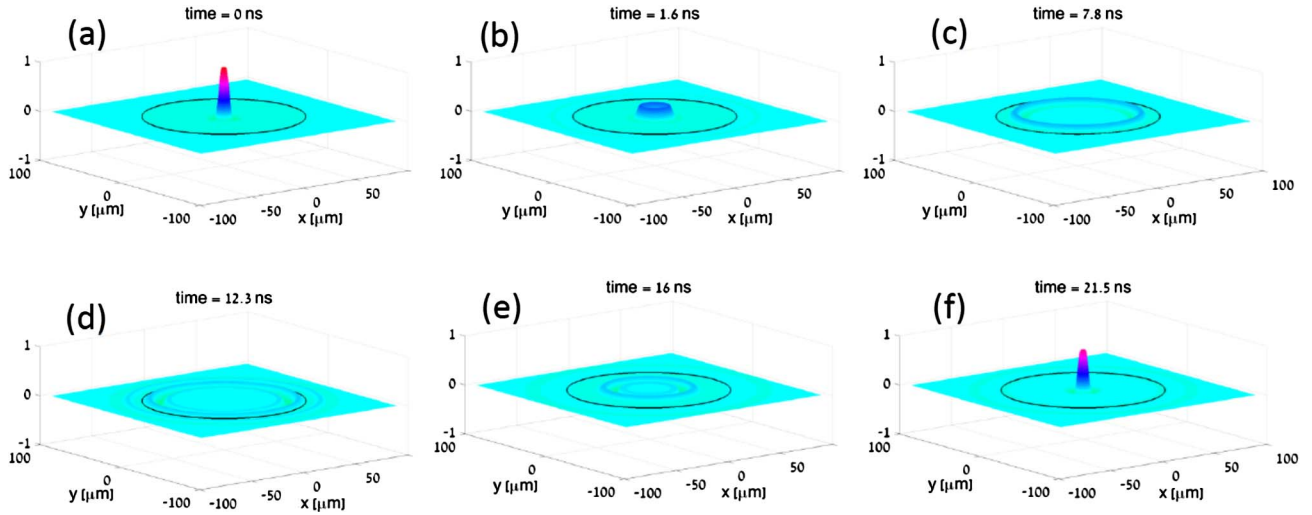 (a)
time = 0 ns
1
0
-1
100
0
-100
y [μm]
-100
-50
0
50
x [μm]
(b)
time = 1.6 ns
1
0
-1
100
0
-100
y [μm]
-100
-50
0
50
x [μm]
(c)
time = 7.8 ns
1
0
-1
100
0
-100
y [μm]
-100
-50
0
50
100
x [μm]
(d)
time = 12.3 ns
1
0
-1
100
0
-100
y [μm]
-100
-50
0
50
x [μm]
(e)
time = 16 ns
1
0
-1
100
0
-100
y [μm]
-100
-50
0
50
x [μm]
(f)
time = 21.5 ns
1
0
-1
100
0
-100
y [μm]
-100
-50
0
50
100
x [μm]